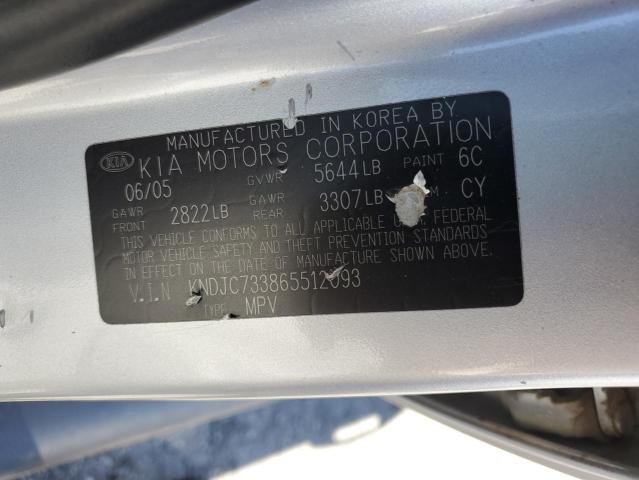 MANUFACTURED IN KOREA BY
KIA KIA MOTORS CORPORATION
06/05 GVWR 5644LB PAINT 6C
GAWR FRONT 2822LB GAWR REAR 3307LB CY
THIS VEHICLE CONFORMS TO ALL APPLICABLE FEDERAL
MOTOR VEHICLE SAFETY AND THEFT PREVENTION STANDARDS
IN EFFECT ON THE DATE OF MANUFACTURE SHOWN ABOVE.
V.I.N KNDJC733865512093
TYPE MPV